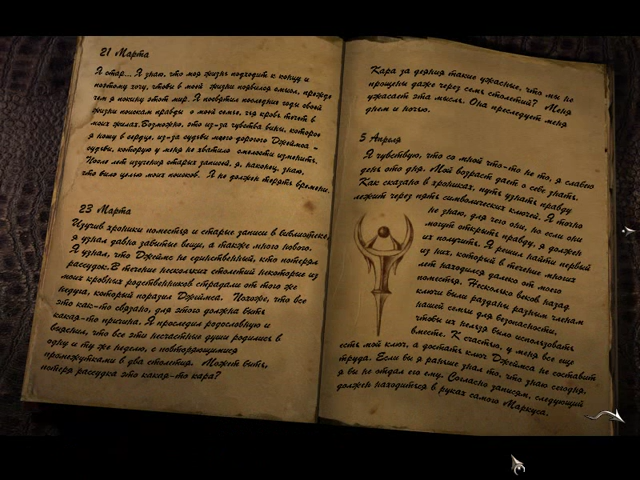 21 Марта
Я стар... Я знаю, что моя жизнь подходит к концу и
поэтому хочу, чтобы в моей жизни появился смысл, прежде
чем я покину этот мир. Я посвятил последние годы своей
жизни поискам правды о моей семье, чья кровь течет в
моих жилах. Возможно, это из-за чувства вины, которое
я ношу в сердце, из-за судьбы моего дорогого Джеймса -
судьбы, которую у меня не хватило смелости изменить.
После лет изучения старых записей, я, наконец, знаю,
что было целью моих поисков. Я не должен терять времени.
23 Марта
Изучив хроники поместья и старые записи в библиотеке,
я узнал давно забытые вещи, а также много нового.
Я узнал, что Джеймс не единственный, кто потерял
рассудок. В течение нескольких столетий некоторые из
моих кровных родственников страдали от того же
недуга, который поразил Джеймса. Похоже, что все
это как-то связано, для этого должна быть
какая-то причина. Я проследил родословную и
выяснил, что все эти несчастные души родились в
одну и ту же неделю, с повторяющимися
промежутками в два столетия. Может быть,
потеря рассудка это какая-то кара?
Кара за деяния такие ужасные, что мы не
прощены даже через семь столетий? Меня
ужасает эта мысль. Она преследует меня
днем и ночью.
5 Апреля
Я чувствую, что со мной что-то не то, я слабею
день ото дня. Мой возраст дает о себе знать.
Как сказано в хрониках, путь узнать правду
лежит через пять символических ключей. Я точно
не знаю, для чего они, но если они
могут открыть правду, я должен
их получить. Я решил найти первый
из них, который в течение многих
лет находился далеко от моего
поместья. Несколько веков назад
ключи были розданы разным членам
нашей семьи для безопасности,
чтобы их нельзя было использовать
вместе. К счастью, у меня все еще
есть мой ключ, а достать ключ Джеймса не составит
труда. Если бы я раньше знал то, что знаю сегодня,
я бы не отдал его ему. Согласно записям, следующий
должен находиться в руках самого Маркуса.